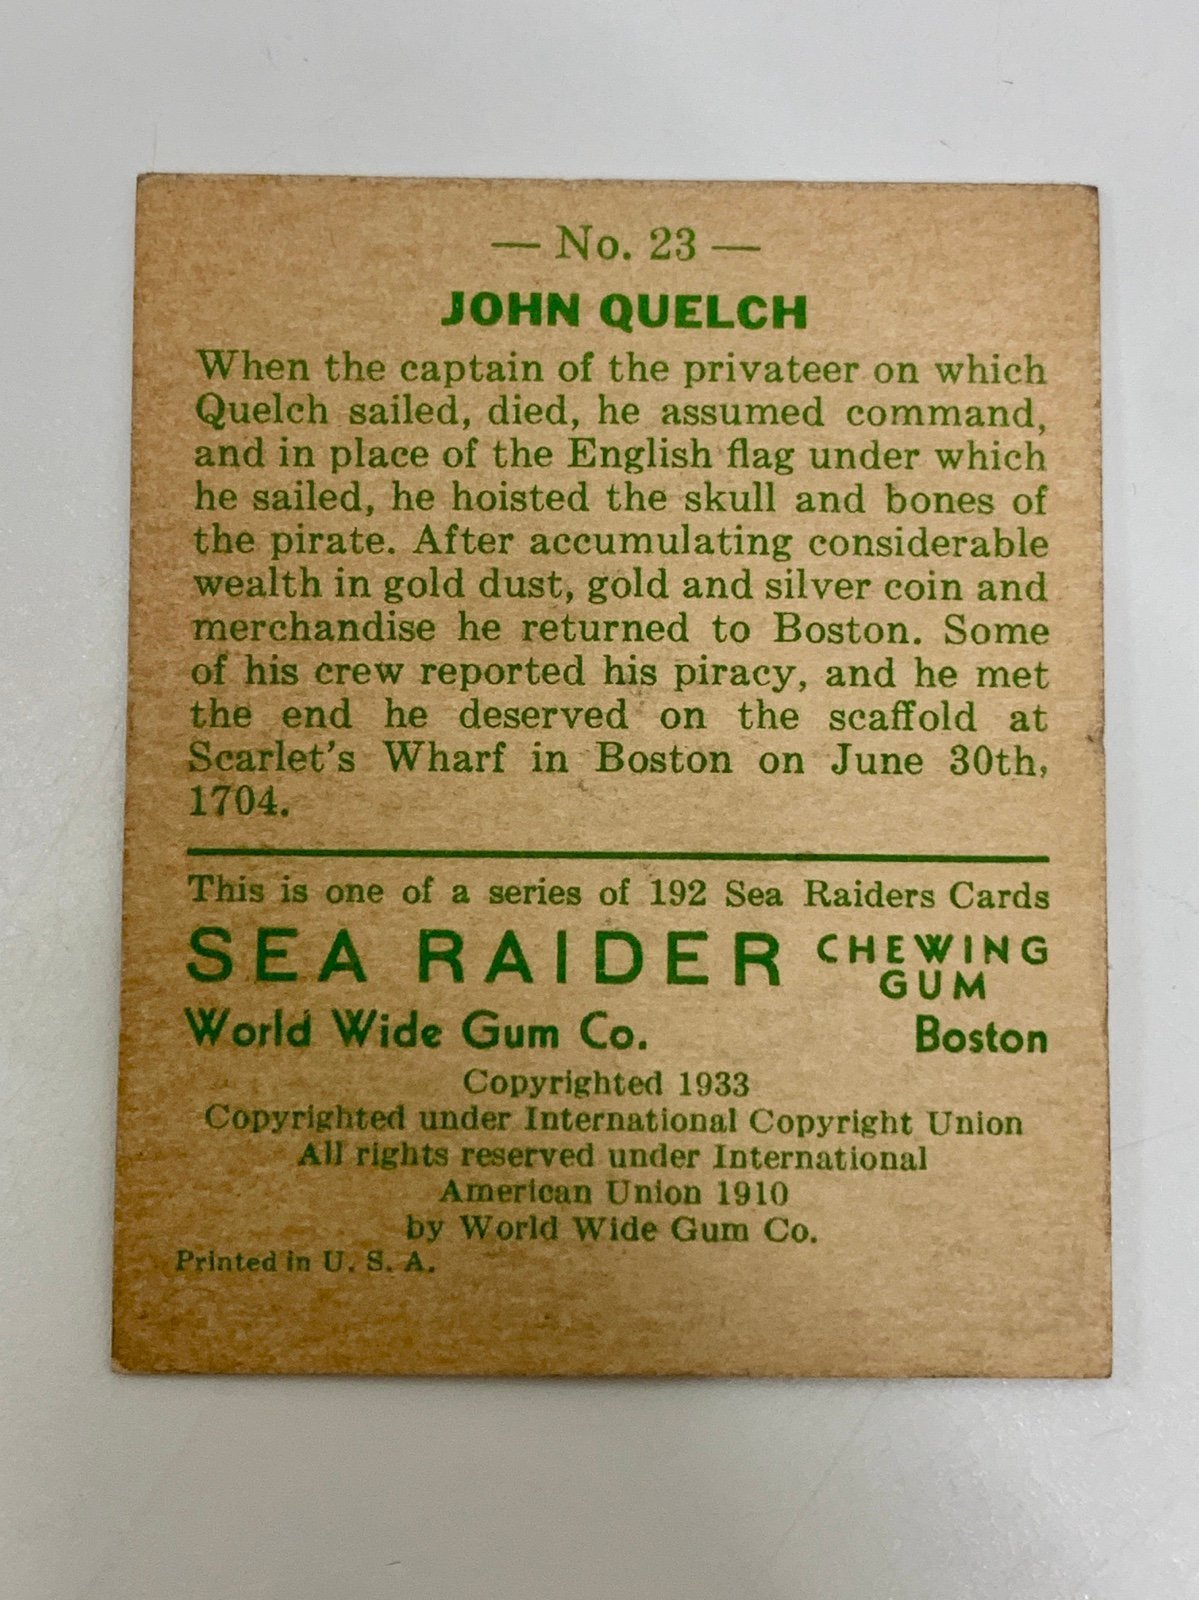 — No. 23 —
JOHN QUELCH
When the captain of the privateer on which
Quelch sailed, died, he assumed command,
and in place of the English flag under which
he sailed, he hoisted the skull and bones of
the pirate. After accumulating considerable
wealth in gold dust, gold and silver coin and
merchandise he returned to Boston. Some
of his crew reported his piracy, and he met
the end he deserved on the scaffold at
Scarlet's Wharf in Boston on June 30th,
1704.
This is one of a series of 192 Sea Raiders Cards
SEA RAIDER CHEWING GUM
World Wide Gum Co. Boston
Copyrighted 1933
Copyrighted under International Copyright Union
All rights reserved under International
American Union 1910
by World Wide Gum Co.
Printed in U. S. A.